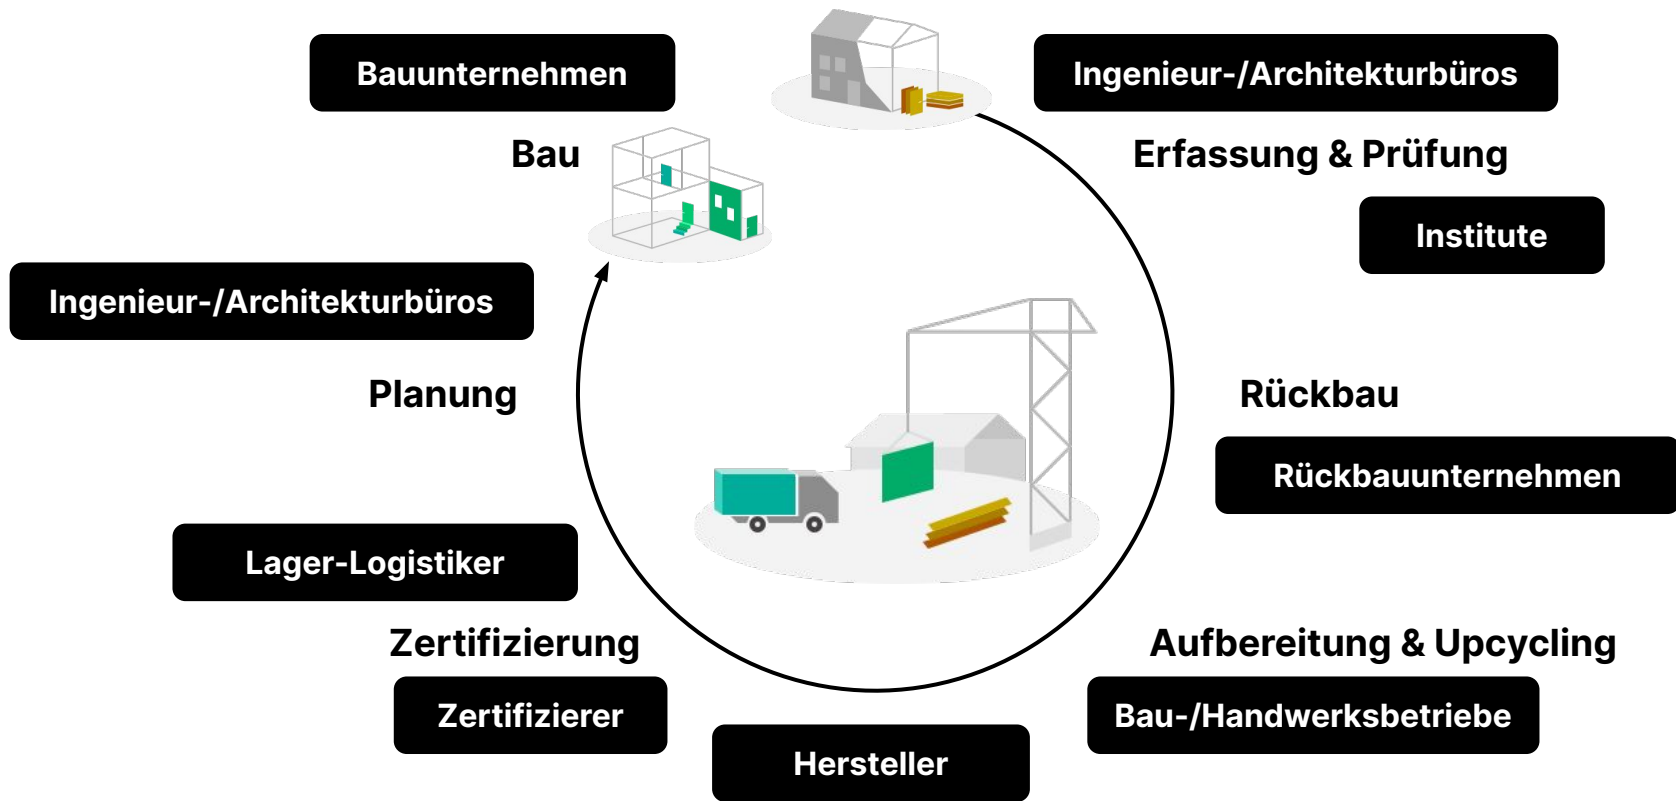 Bauunternehmen
Ingenieur-/Architekturbüros
Bau
Erfassung & Prüfung
Institute
Ingenieur-/Architekturbüros
Planung
Rückbau
Rückbauunternehmen
Lager-Logistiker
Zertifizierung
Aufbereitung & Upcycling
Zertifizierer
Bau-/Handwerksbetriebe
Hersteller